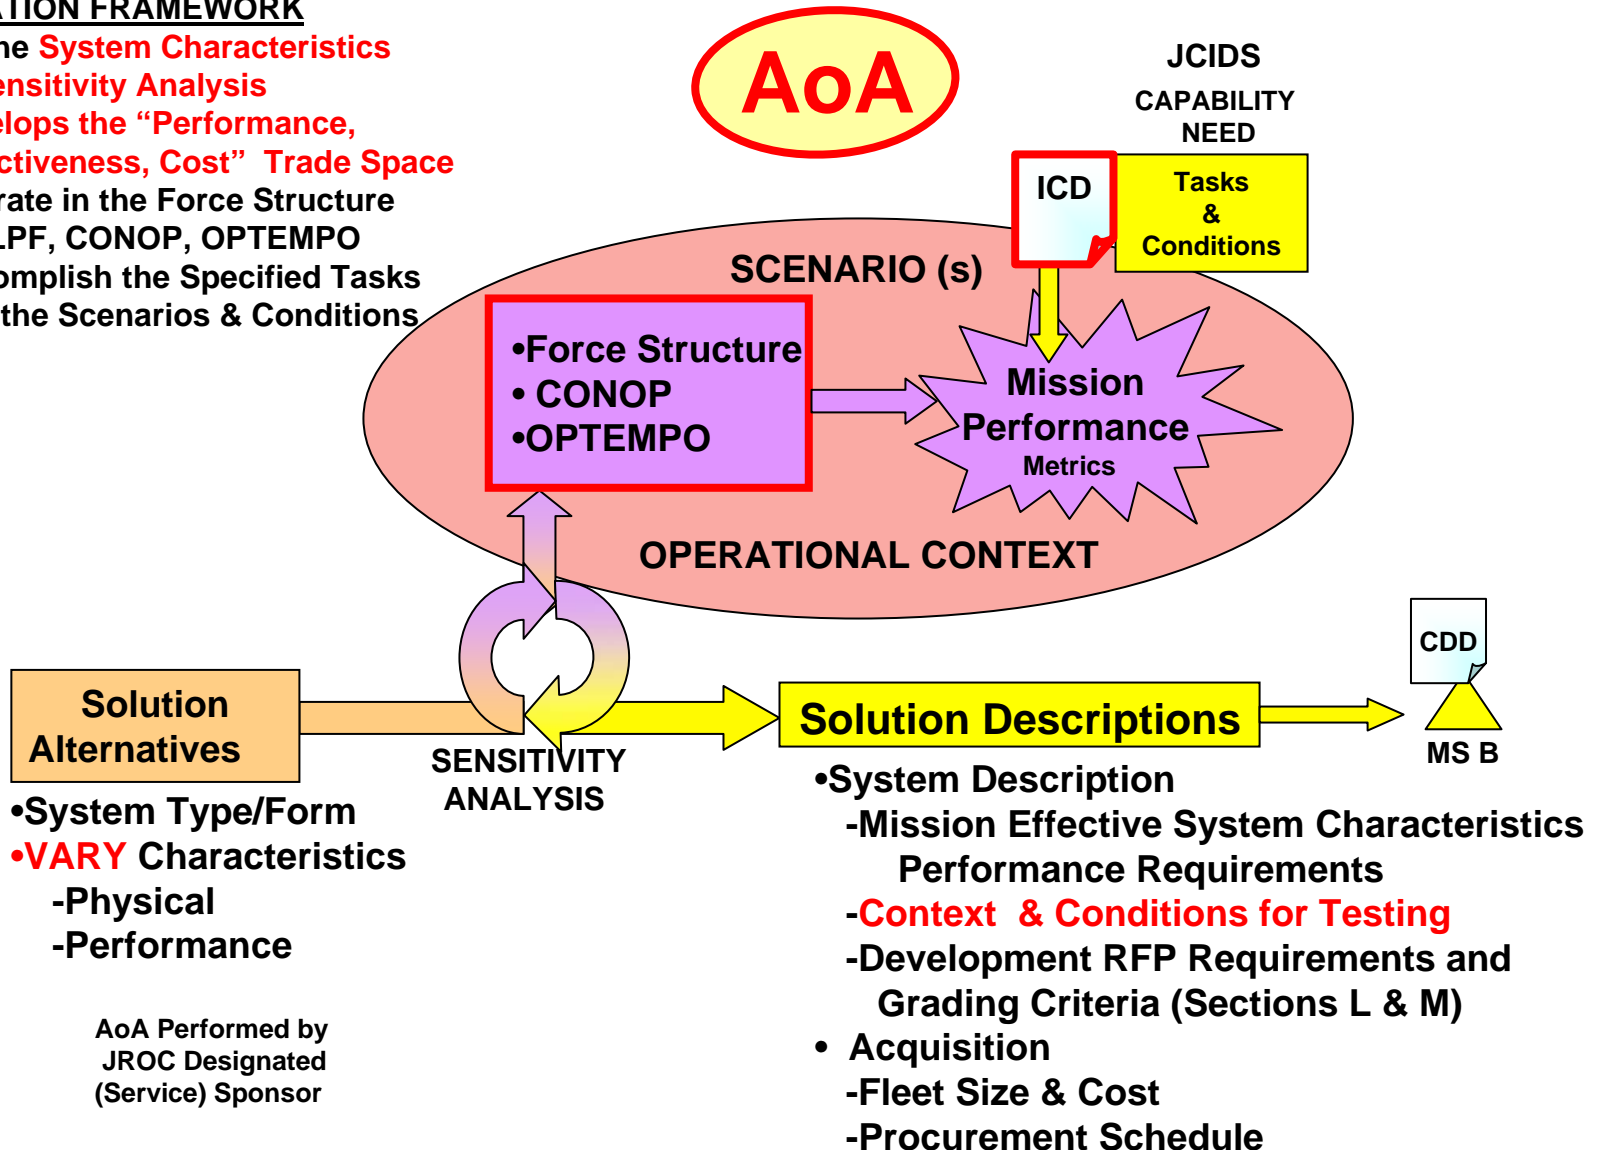 ATION FRAMEWORK
ne System Characteristics
ensitivity Analysis
elops the “Performance,
ctiveness, Cost” Trade Space
rate in the Force Structure
LPF, CONOP, OPTEMPO
omplish the Specified Tasks
the Scenarios & Conditions
AoA
JCIDS
CAPABILITY
NEED
ICD
Tasks
&
Conditions
SCENARIO (s)
•Force Structure
• CONOP
•OPTEMPO
Mission
Performance
Metrics
OPERATIONAL CONTEXT
Solution
Alternatives
SENSITIVITY
ANALYSIS
Solution Descriptions
CDD
MS B
•System Type/Form
•VARY Characteristics
-Physical
-Performance
AoA Performed by
JROC Designated
(Service) Sponsor
•System Description
-Mission Effective System Characteristics
Performance Requirements
-Context & Conditions for Testing
-Development RFP Requirements and
Grading Criteria (Sections L & M)
• Acquisition
-Fleet Size & Cost
-Procurement Schedule